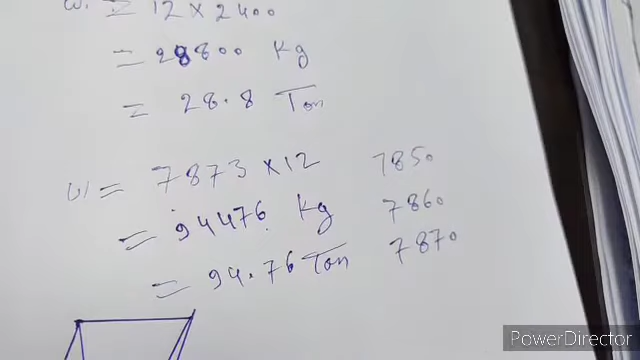 W. = 12 x 2400
= 28800 Kg
= 28.8 Ton
W = 7873 x 12 7850
= 94476 Kg 7860
= 94.76 Ton 7870
PowerDirector